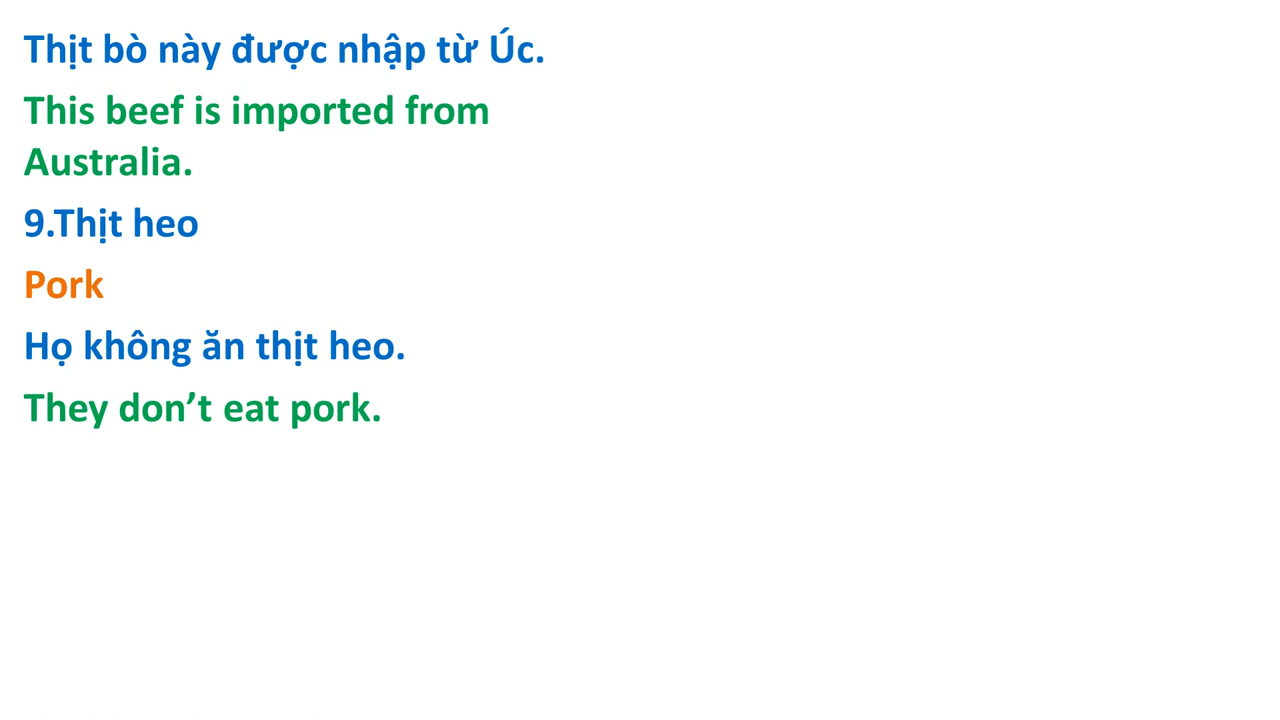 Thịt bò này được nhập từ Úc.
This beef is imported from
Australia.
9.Thịt heo
Pork
Họ không ăn thịt heo.
They don’t eat pork.